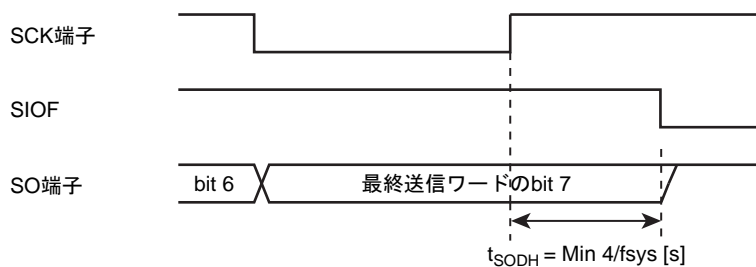 SCK端子
SIOF
SO端子
bit 6
最終送信ワードのbit 7
tSODH = Min 4/fsys [s]